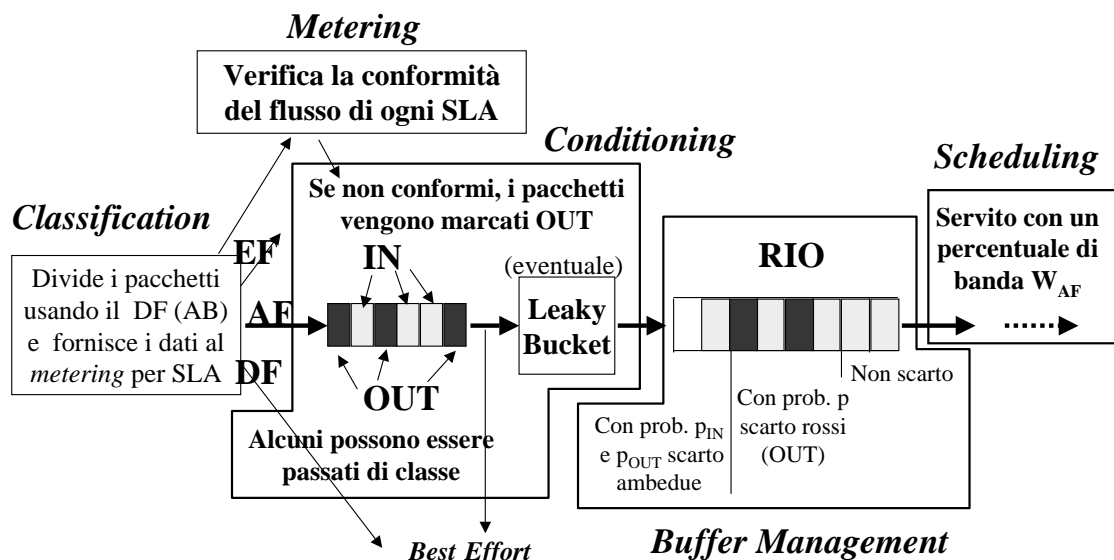 Metering
Verifica la conformità
del flusso di ogni SLA
Conditioning
Scheduling
Se non conformi, i pacchetti
vengono marcati OUT
Classification
Servito con un
percentuale di
banda W_AF
EF
IN
(eventuale)
RIO
Divide i pacchetti
usando il DF (AB)
e fornisce i dati al
metering per SLA
AF
Leaky
Bucket
DF
OUT
Non scarto
Con prob. p
scarto rossi
(OUT)
Con prob. p_IN
e p_OUT scarto
ambedue
Alcuni possono essere
passati di classe
Best Effort
Buffer Management